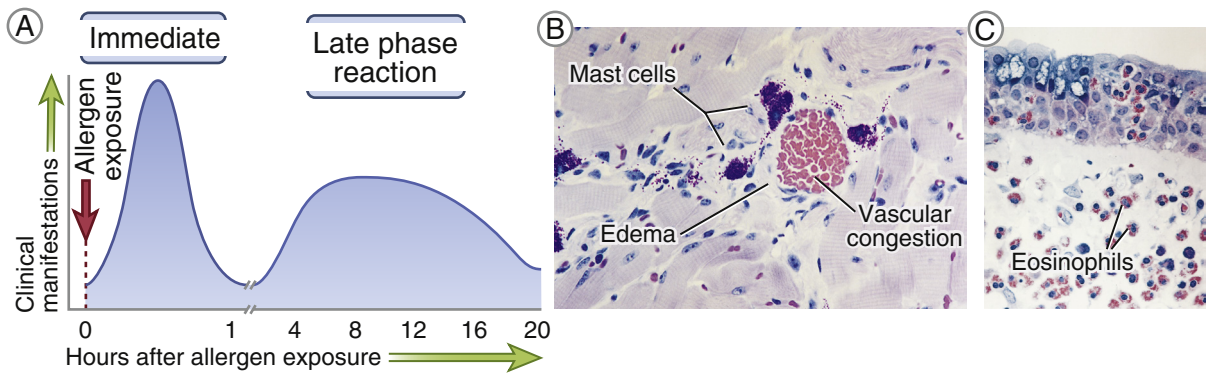 A
Immediate
Late phase
reaction
Allergen
exposure
Clinical
manifestations
0 1 4 8 12 16 20
Hours after allergen exposure
B
Mast cells
Edema
Vascular
congestion
C
Eosinophils